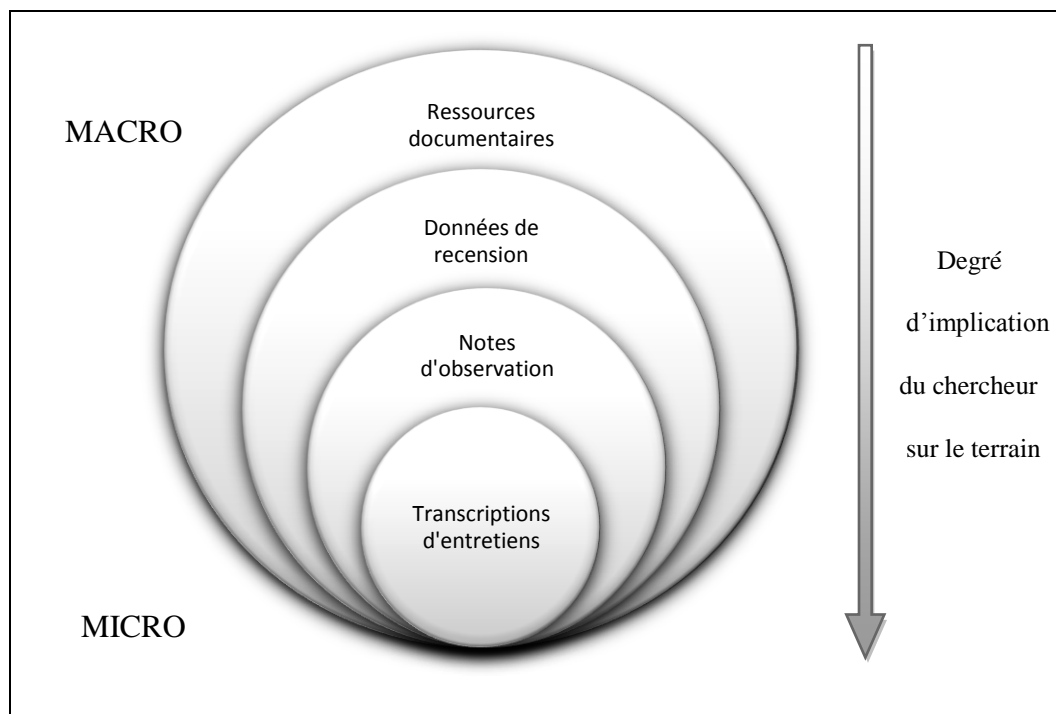 MACRO
Ressources
documentaires
Données de
recension
Notes
d'observation
Transcriptions
d'entretiens
MICRO
Degré
d’implication
du chercheur
sur le terrain